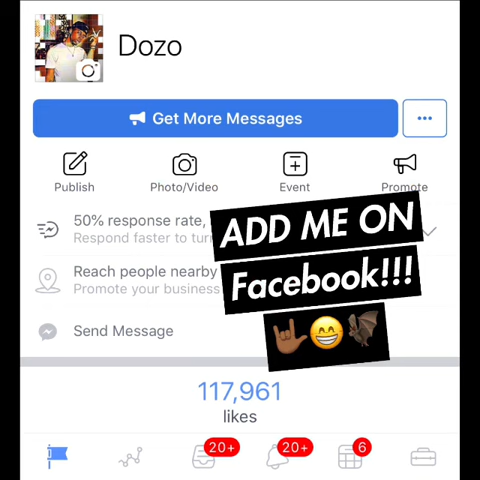 Dozo
Get More Messages
Publish
Photo/Video
Event
Promote
50% response rate,
Respond faster to turn
Reach people nearby
Promote your business
Send Message
ADD ME ON
Facebook!!!
🤟🏾😁🦇
117,961
likes
20+
20+
6